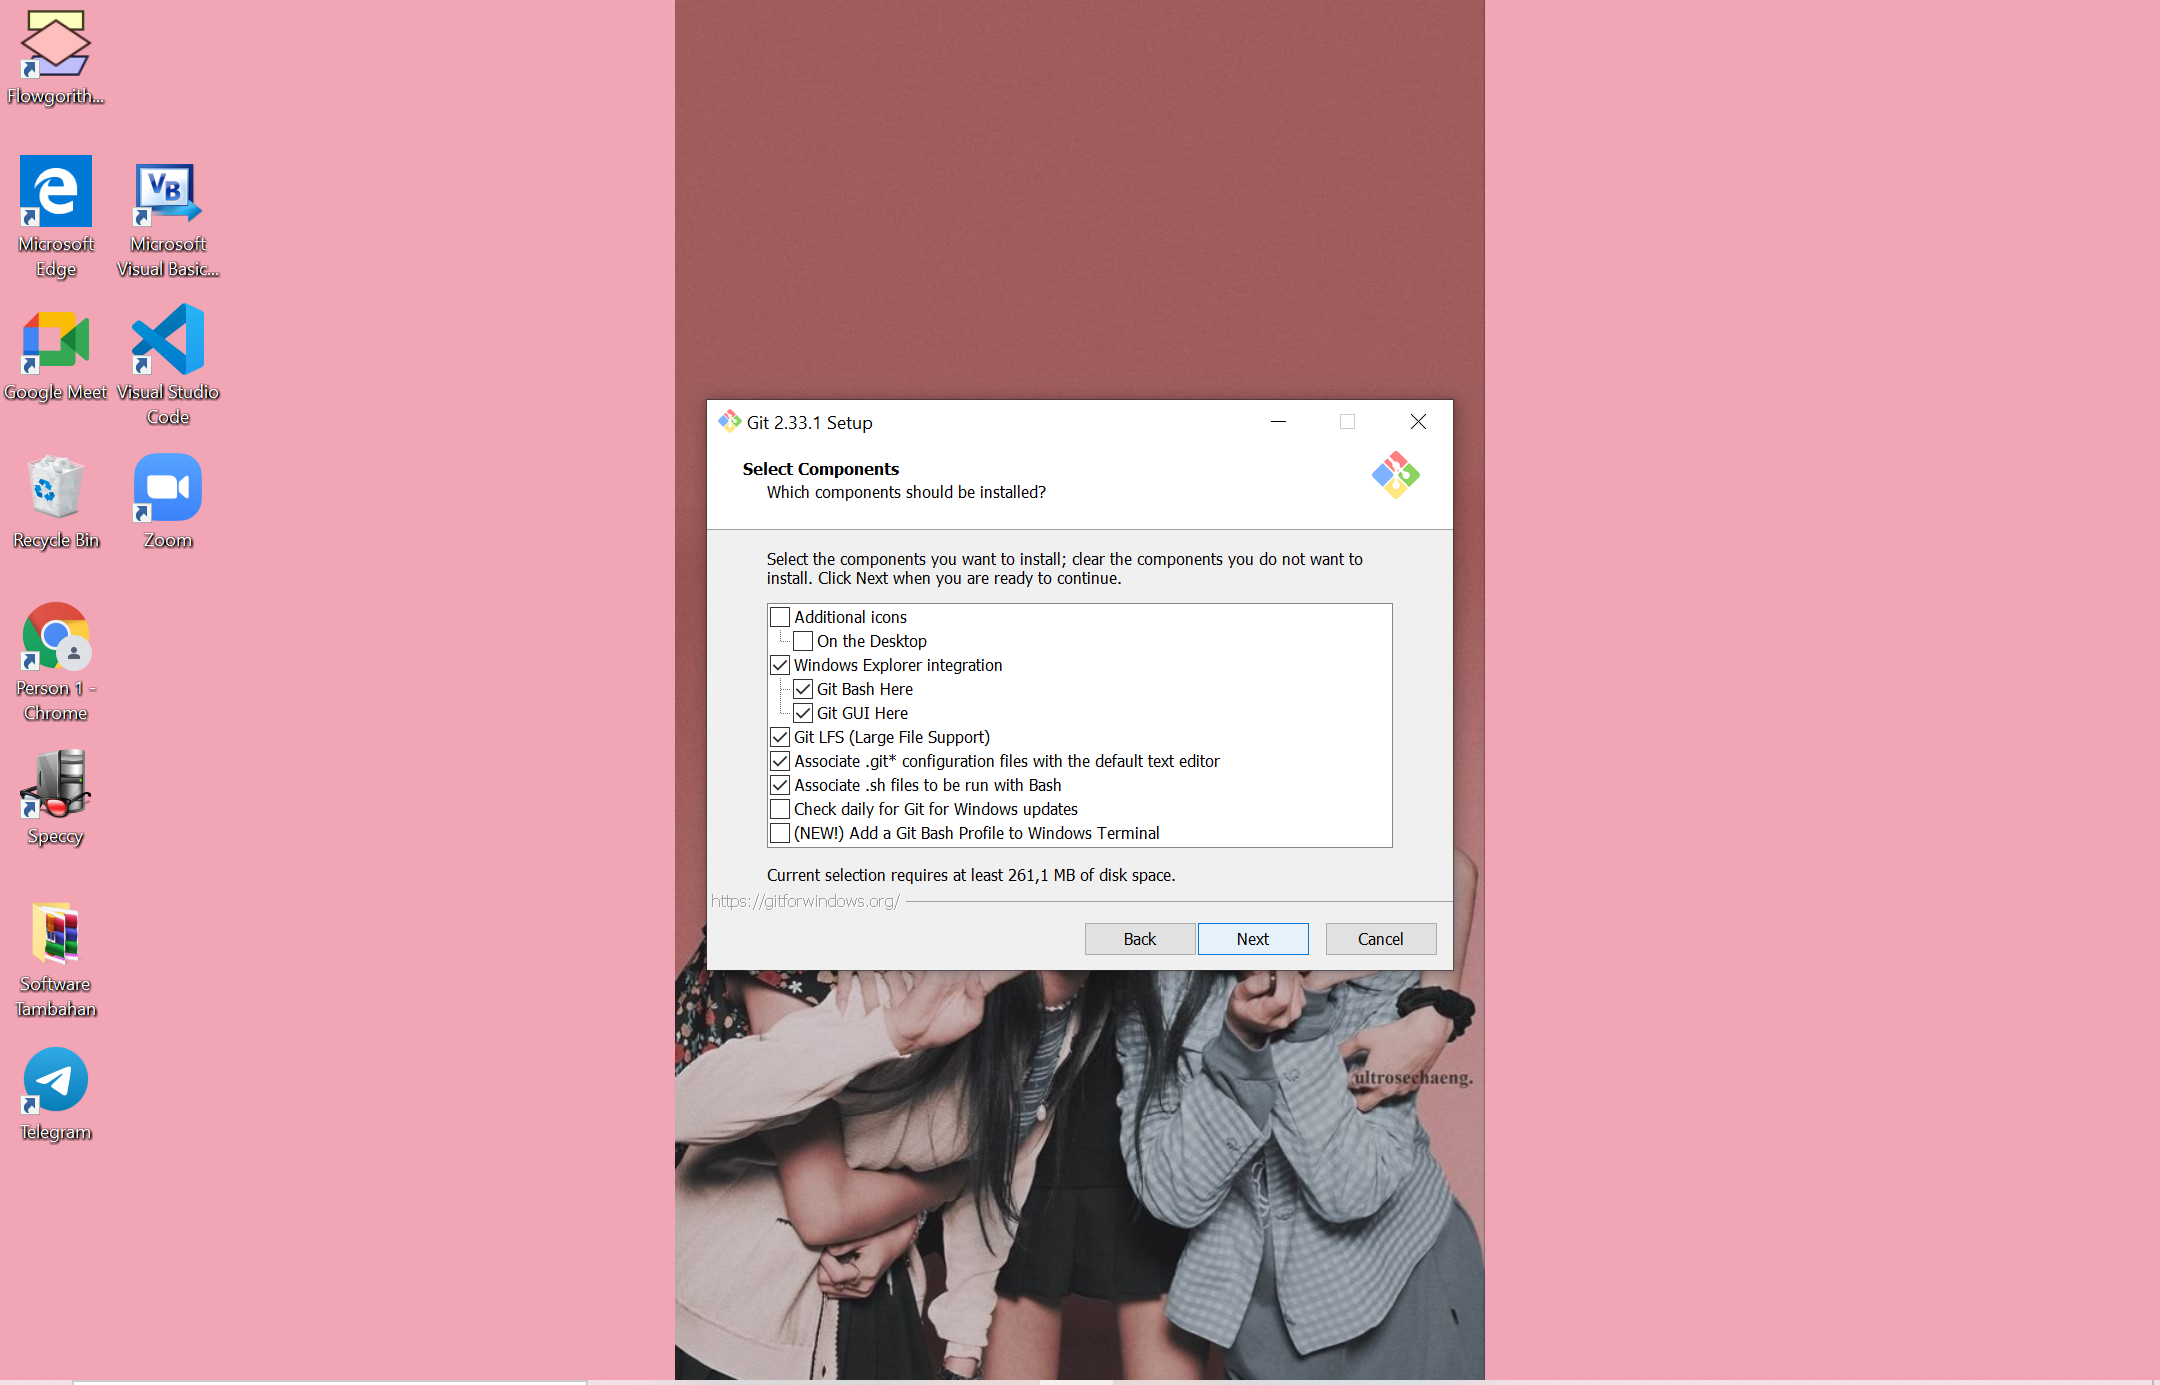 Flowgorith...
Microsoft
Edge
Microsoft
Visual Basic...
Google Meet
Visual Studio
Code
Recycle Bin
Zoom
Person 1 -
Chrome
Speccy
Software
Tambahan
Telegram
Git 2.33.1 Setup
Select Components
Which components should be installed?
Select the components you want to install; clear the components you do not want to
install. Click Next when you are ready to continue.
Additional icons
On the Desktop
Windows Explorer integration
Git Bash Here
Git GUI Here
Git LFS (Large File Support)
Associate .git* configuration files with the default text editor
Associate .sh files to be run with Bash
Check daily for Git for Windows updates
(NEW!) Add a Git Bash Profile to Windows Terminal
Current selection requires at least 261,1 MB of disk space.
https://gitforwindows.org/
Back
Next
Cancel
ultrosechaeng.
VB